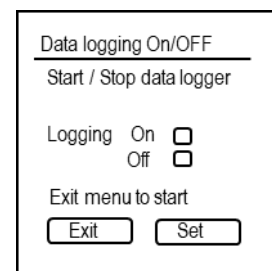 Data logging On/OFF
Start / Stop data logger
Logging On
Off
Exit menu to start
Exit Set